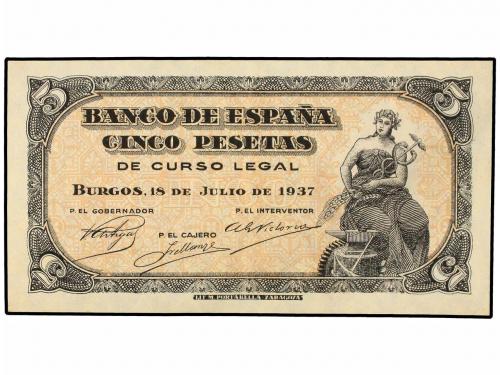 5 5
BANCO DE ESPAÑA
CINCO PESETAS
DE CURSO LEGAL
BURGOS, 18 DE JULIO DE 1937
P. EL GOBERNADOR P. EL INTERVENTOR
P. EL CAJERO
5 5
LIT. M. PORTABELLA ZARAGOZA